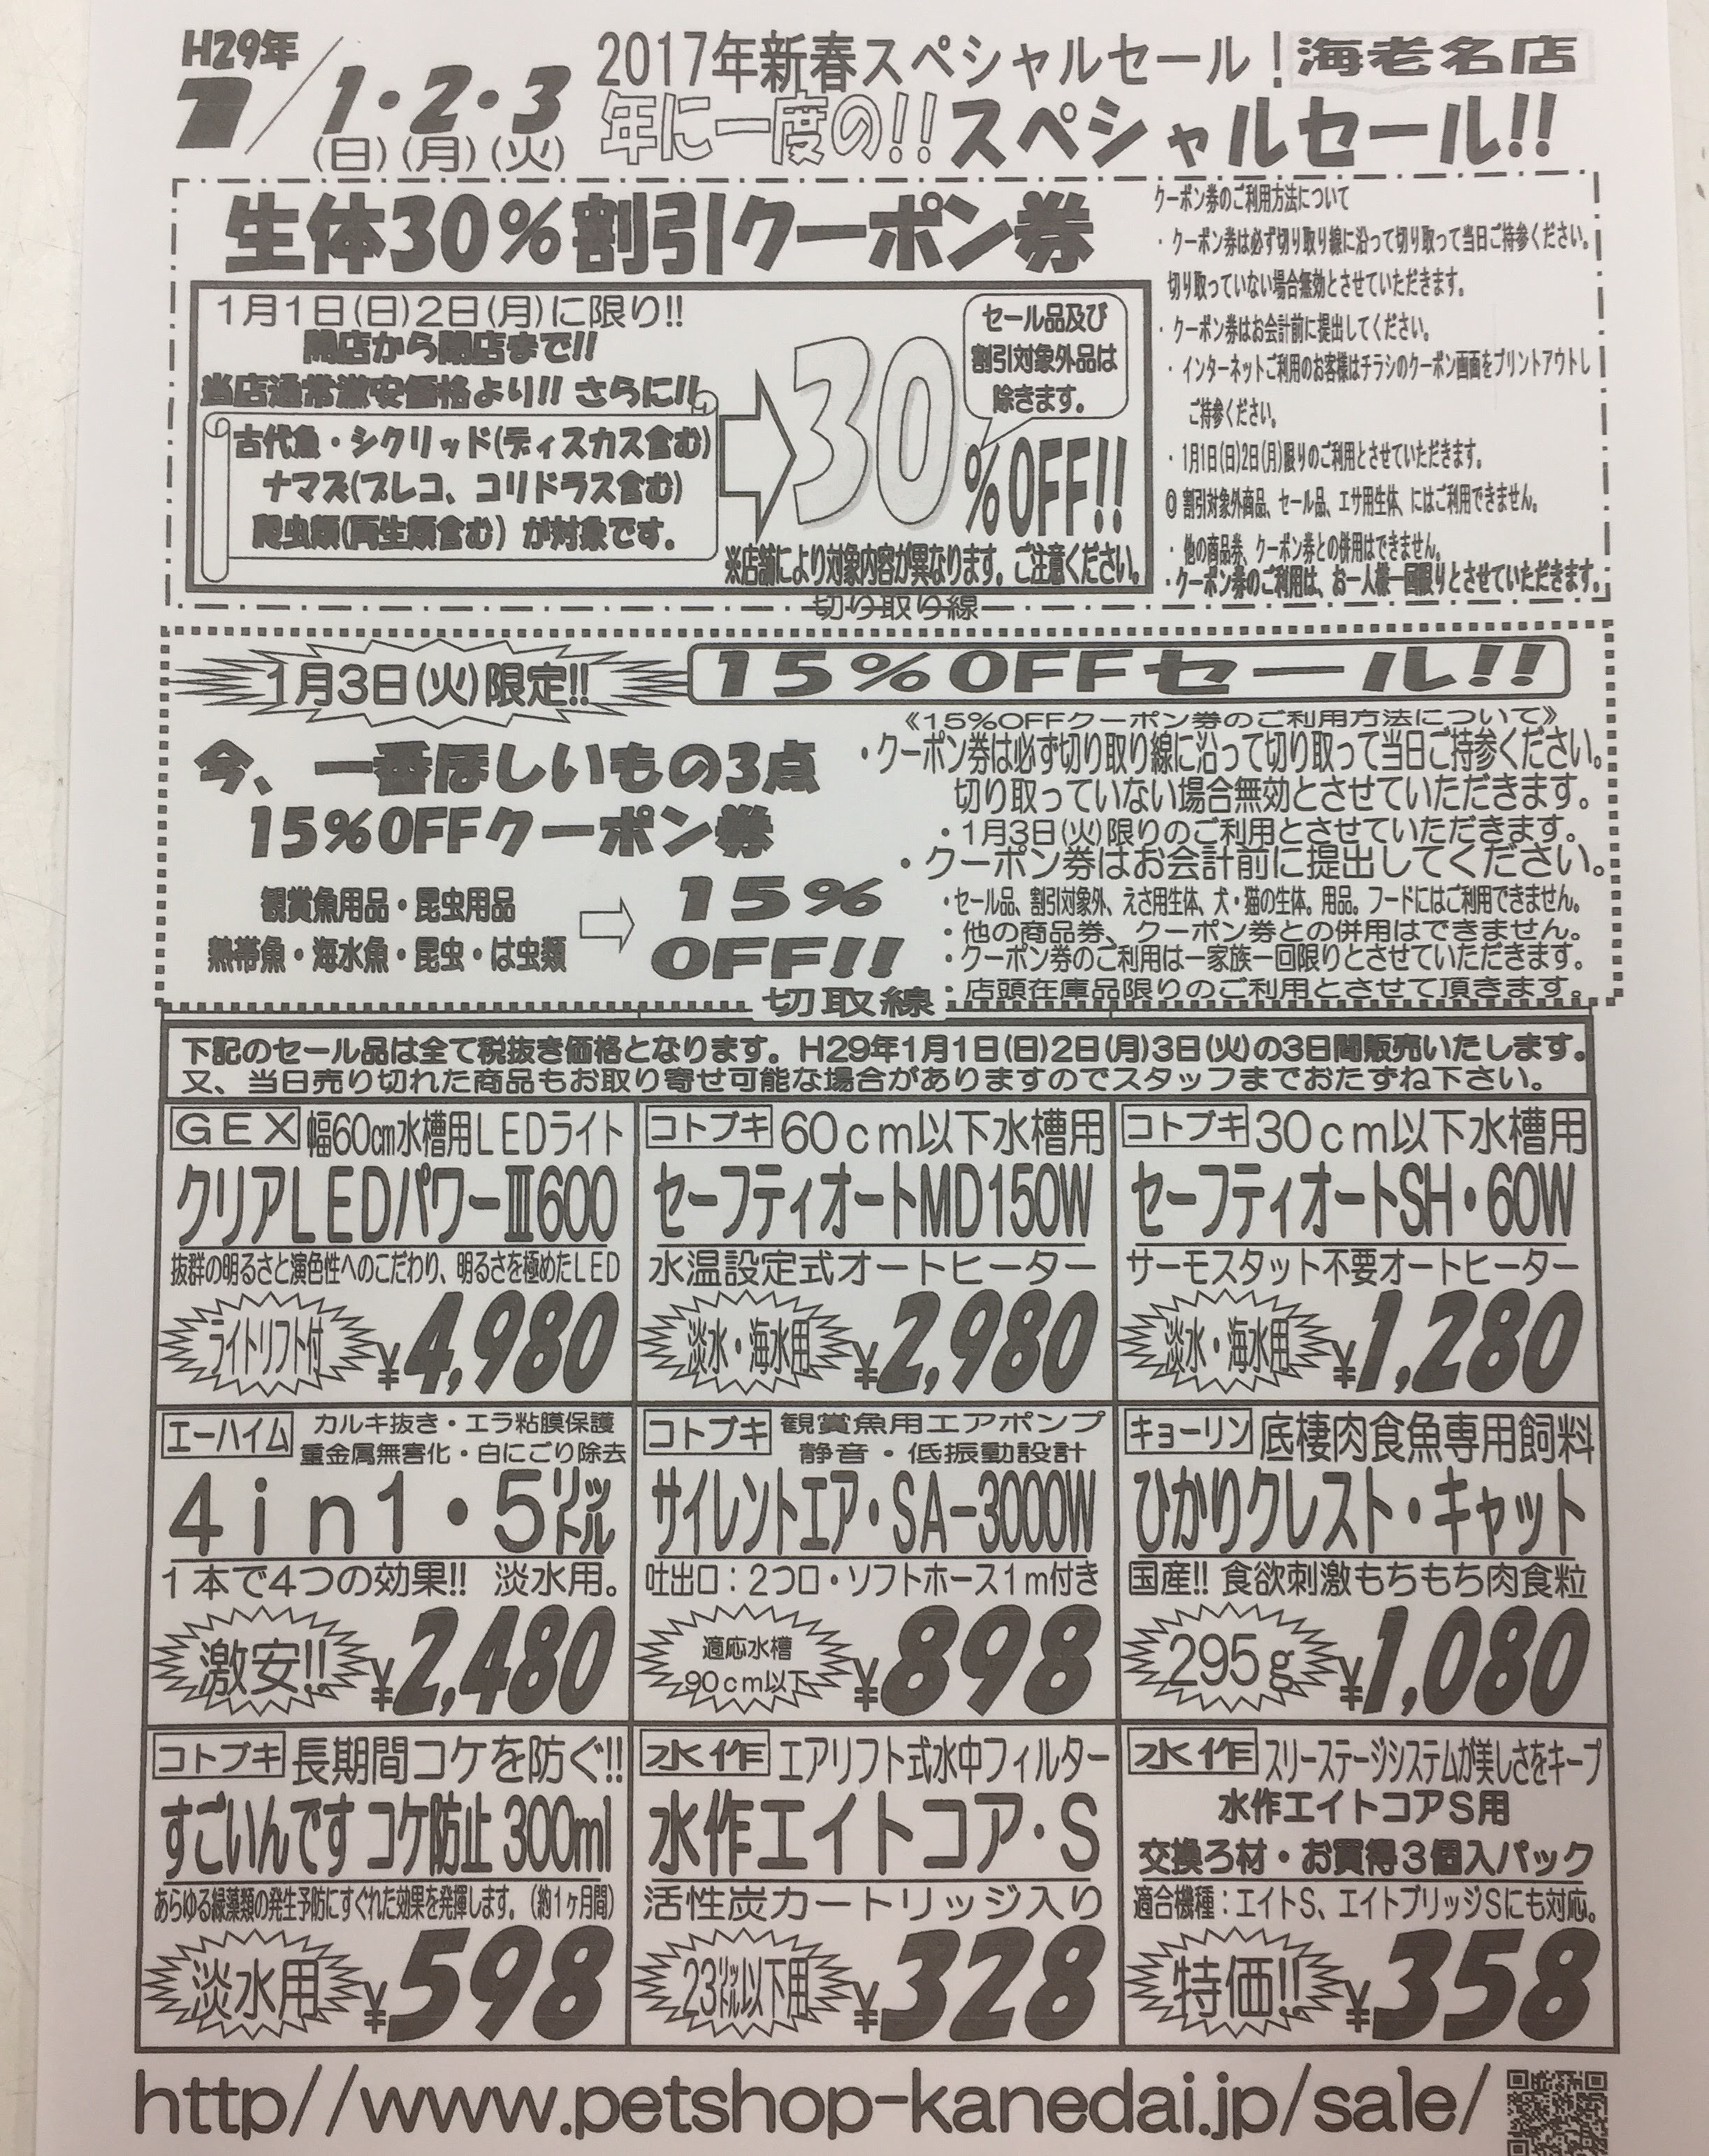 H29年
1/1・2・3
(日)(月)(火)
2017年新春スペシャルセール！海老名店
年に一度の!!スペシャルセール!!
生体30%割引クーポン券
1月1日(日)2日(月)に限り!!
開店から閉店まで!!
当店通常激安価格より!! さらに!!
古代魚・シクリッド(ディスカス含む)
ナマズ(プレコ、コリドラス含む)
爬虫類(両生類含む) が対象です。
30%OFF!!
セール品及び
割引対象外品は
除きます。
※店舗により対象内容が異なります。ご注意ください。
クーポン券のご利用方法について
・クーポン券は必ず切り取り線に沿って切り取って当日ご持参ください。
切り取っていない場合無効とさせていただきます。
・クーポン券はお会計前に提出してください。
・インターネットご利用のお客様はチラシのクーポン画面をプリントアウトし
ご持参ください。
・1月1日(日)2日(月)限りのご利用とさせていただきます。
◎ 割引対象外商品、セール品、エサ用生体、にはご利用できません。
・他の商品券、クーポン券との併用はできません。
・クーポン券のご利用は、お一人様一回限りとさせていただきます。
切り取り線
1月3日(火)限定!!
15%OFFセール!!
今、一番ほしいもの3点
15%OFFクーポン券
観賞魚用品・昆虫用品
熱帯魚・海水魚・昆虫・は虫類
15%
OFF!!
《15%OFFクーポン券のご利用方法について》
・クーポン券は必ず切り取り線に沿って切り取って当日ご持参ください。
切り取っていない場合無効とさせていただきます。
・1月3日(火)限りのご利用とさせていただきます。
・クーポン券はお会計前に提出してください。
・セール品、割引対象外、えさ用生体、犬・猫の生体。用品。フードにはご利用できません。
・他の商品券、クーポン券との併用はできません。
・クーポン券のご利用は一家族一回限りとさせていただきます。
・店頭在庫品限りのご利用とさせて頂きます。
切取線
下記のセール品は全て税抜き価格となります。H29年1月1日(日)2日(月)3日(火)の3日間販売いたします。
又、当日売り切れた商品もお取り寄せ可能な場合がありますのでスタッフまでおたずね下さい。
GEX 幅60cm水槽用LEDライト
クリアLEDパワーⅢ600
抜群の明るさと演色性へのこだわり、明るさを極めたLED
ライトリフト付 ¥4,980
コトブキ 60cm以下水槽用
セーフティオートMD150W
水温設定式オートヒーター
淡水・海水用 ¥2,980
コトブキ 30cm以下水槽用
セーフティオートSH・60W
サーモスタット不要オートヒーター
淡水・海水用 ¥1,280
エーハイム カルキ抜き・エラ粘膜保護
重金属無害化・白にごり除去
4in1・5リットル
1本で4つの効果!! 淡水用。
激安!! ¥2,480
コトブキ 観賞魚用エアポンプ
静音・低振動設計
サイレントエア・SA-3000W
吐出口：2つ口・ソフトホース1m付き
適応水槽
90cm以下
¥898
キョーリン 底棲肉食魚専用飼料
ひかりクレスト・キャット
国産!! 食欲刺激もちもち肉食粒
295g ¥1,080
コトブキ 長期間コケを防ぐ!!
すごいんです コケ防止 300ml
あらゆる緑藻類の発生予防にすぐれた効果を発揮します。(約1ヶ月間)
淡水用 ¥598
水作 エアリフト式水中フィルター
水作エイトコア・S
活性炭カートリッジ入り
23リットル以下用 ¥328
水作 スリーステージシステムが美しさをキープ
水作エイトコアS用
交換ろ材・お買得3個入パック
適合機種：エイトS、エイトブリッジSにも対応。
特価!! ¥358
http//www.petshop-kanedai.jp/sale/